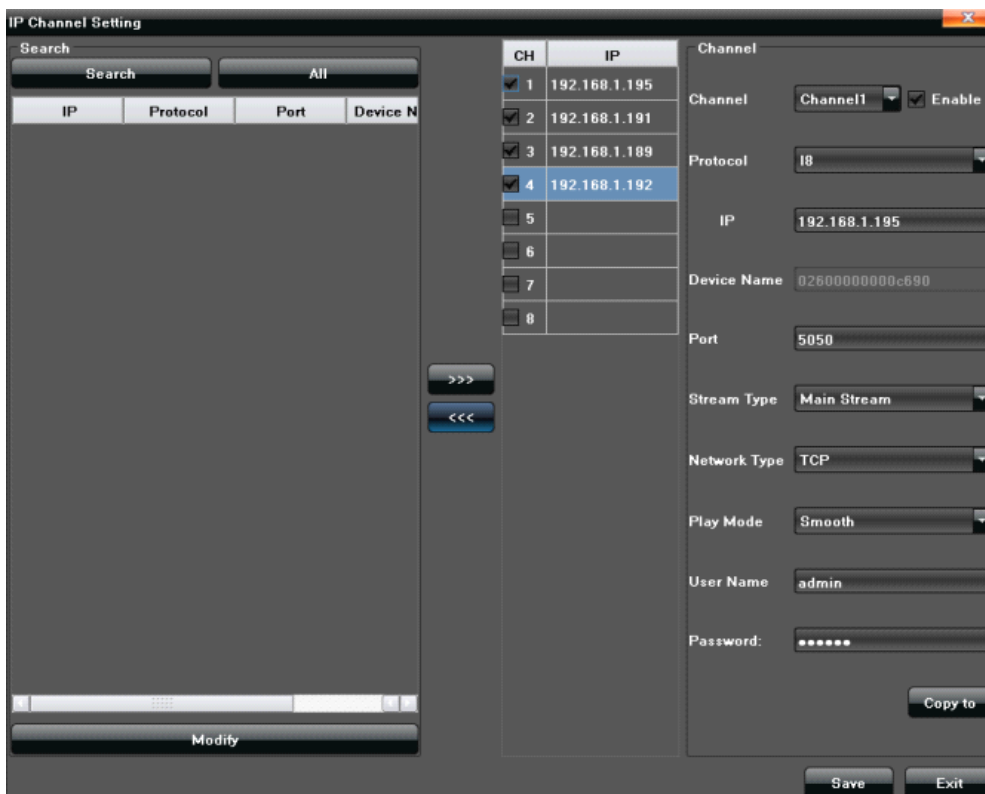 IP Channel Setting
Search
Search All
IP Protocol Port Device N
>>>
<<<
Modify
CH IP
1 192.168.1.195
2 192.168.1.191
3 192.168.1.189
4 192.168.1.192
5
6
7
8
Channel
Channel Channel1 Enable
Protocol I8
IP 192.168.1.195
Device Name 02600000000c690
Port 5050
Stream Type Main Stream
Network Type TCP
Play Mode Smooth
User Name admin
Password: ••••••
Copy to
Save Exit